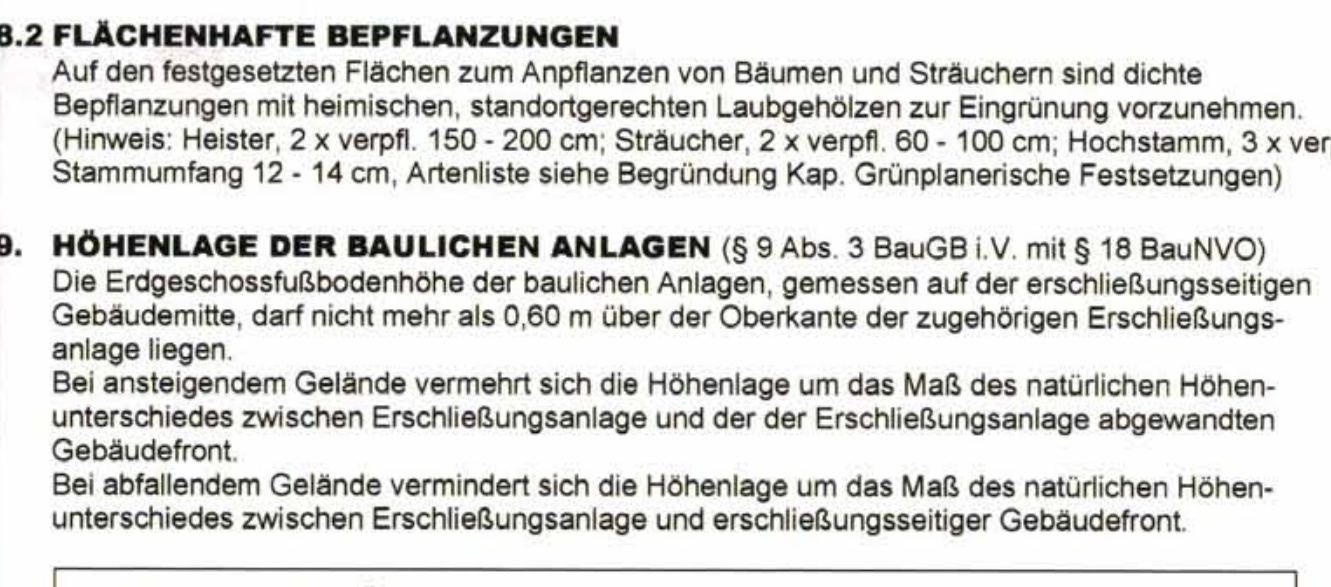 8.2 FLÄCHENHAFTE BEPFLANZUNGEN
Auf den festgesetzten Flächen zum Anpflanzen von Bäumen und Sträuchern sind dichte
Bepflanzungen mit heimischen, standortgerechten Laubgehölzen zur Eingrünung vorzunehmen.
(Hinweis: Heister, 2 x verpfl. 150 - 200 cm; Sträucher, 2 x verpfl. 60 - 100 cm; Hochstamm, 3 x
Stammumfang 12 - 14 cm, Artenliste siehe Begründung Kap. Grünplanerische Festsetzungen)
9. HÖHENLAGE DER BAULICHEN ANLAGEN (§ 9 Abs. 3 BauGB i.V. mit § 18 BauNVO)
Die Erdgeschossfußbodenhöhe der baulichen Anlagen, gemessen auf der erschließungsseitigen
Gebäudemitte, darf nicht mehr als 0,60 m über der Oberkante der zugehörigen Erschließungs-
anlage liegen.
Bei ansteigendem Gelände vermehrt sich die Höhenlage um das Maß des natürlichen Höhen-
unterschiedes zwischen Erschließungsanlage und der der Erschließungsanlage abgewandten
Gebäudefront.
Bei abfallendem Gelände vermindert sich die Höhenlage um das Maß des natürlichen Höhen-
unterschiedes zwischen Erschließungsanlage und erschließungsseitiger Gebäudefront.